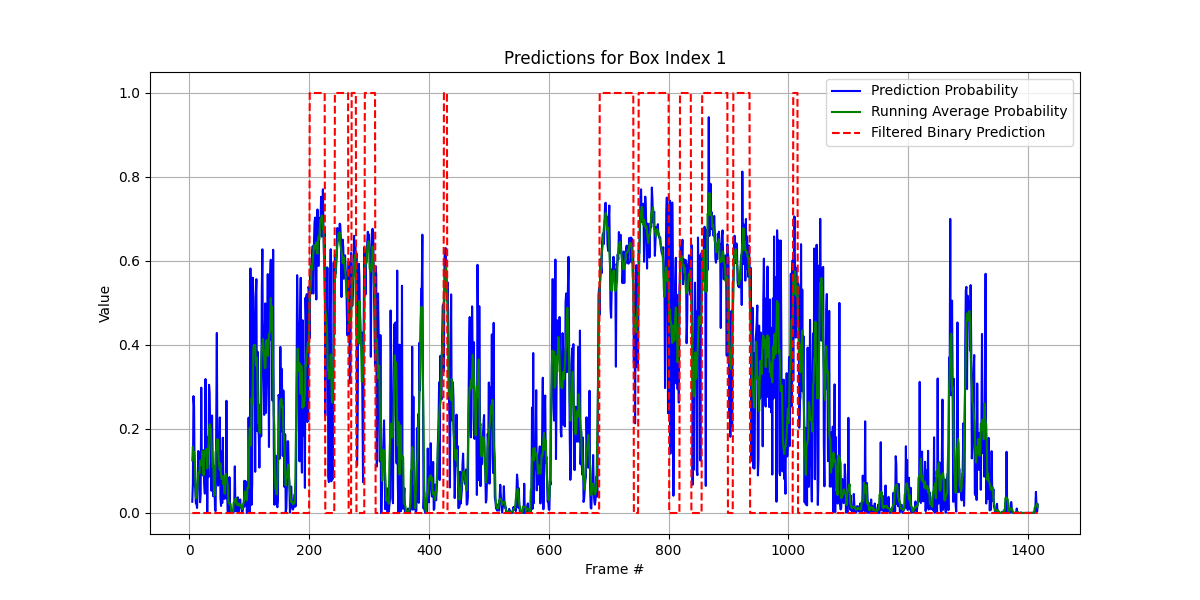 Predictions for Box Index 1
Prediction Probability
Running Average Probability
Filtered Binary Prediction
1.0
0.8
0.6
0.4
0.2
0.0
Value
0 200 400 600 800 1000 1200 1400
Frame #